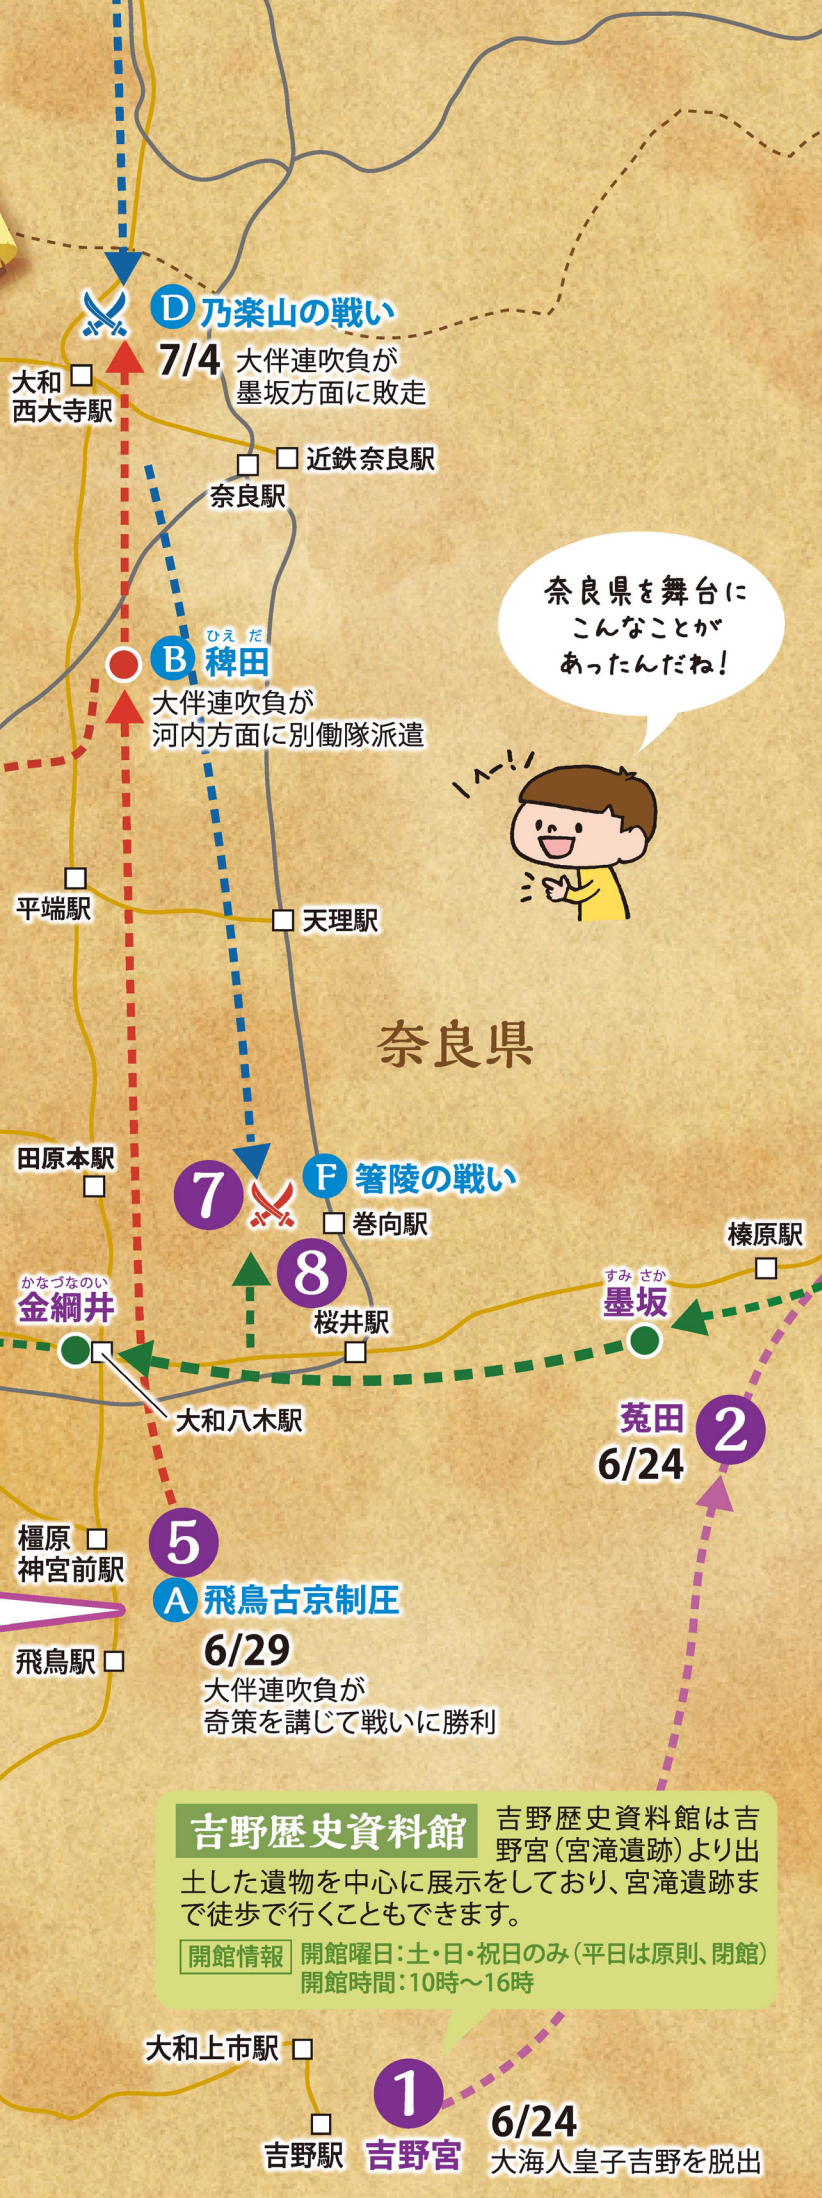 D 乃楽山の戦い
7/4 大伴連吹負が
墨坂方面に敗走
大和
西大寺駅
近鉄奈良駅
奈良駅
奈良県を舞台に
こんなことが
あったんだね!
へー!
ひえ だ
B 稗田
大伴連吹負が
河内方面に別働隊派遣
平端駅
天理駅
奈良県
田原本駅
7
F 箸陵の戦い
巻向駅
8
桜井駅
榛原駅
すみ さか
墨坂
かなづなのい
金綱井
大和八木駅
菟田
6/24
2
橿原
神宮前駅
5
A 飛鳥古京制圧
6/29
大伴連吹負が
奇策を講じて戦いに勝利
飛鳥駅
吉野歴史資料館
吉野歴史資料館は吉
野宮(宮滝遺跡)より出
土した遺物を中心に展示をしており、宮滝遺跡ま
で徒歩で行くこともできます。
開館情報 開館曜日:土・日・祝日のみ(平日は原則、閉館)
開館時間:10時〜16時
大和上市駅
吉野駅
1
吉野宮
6/24
大海人皇子吉野を脱出